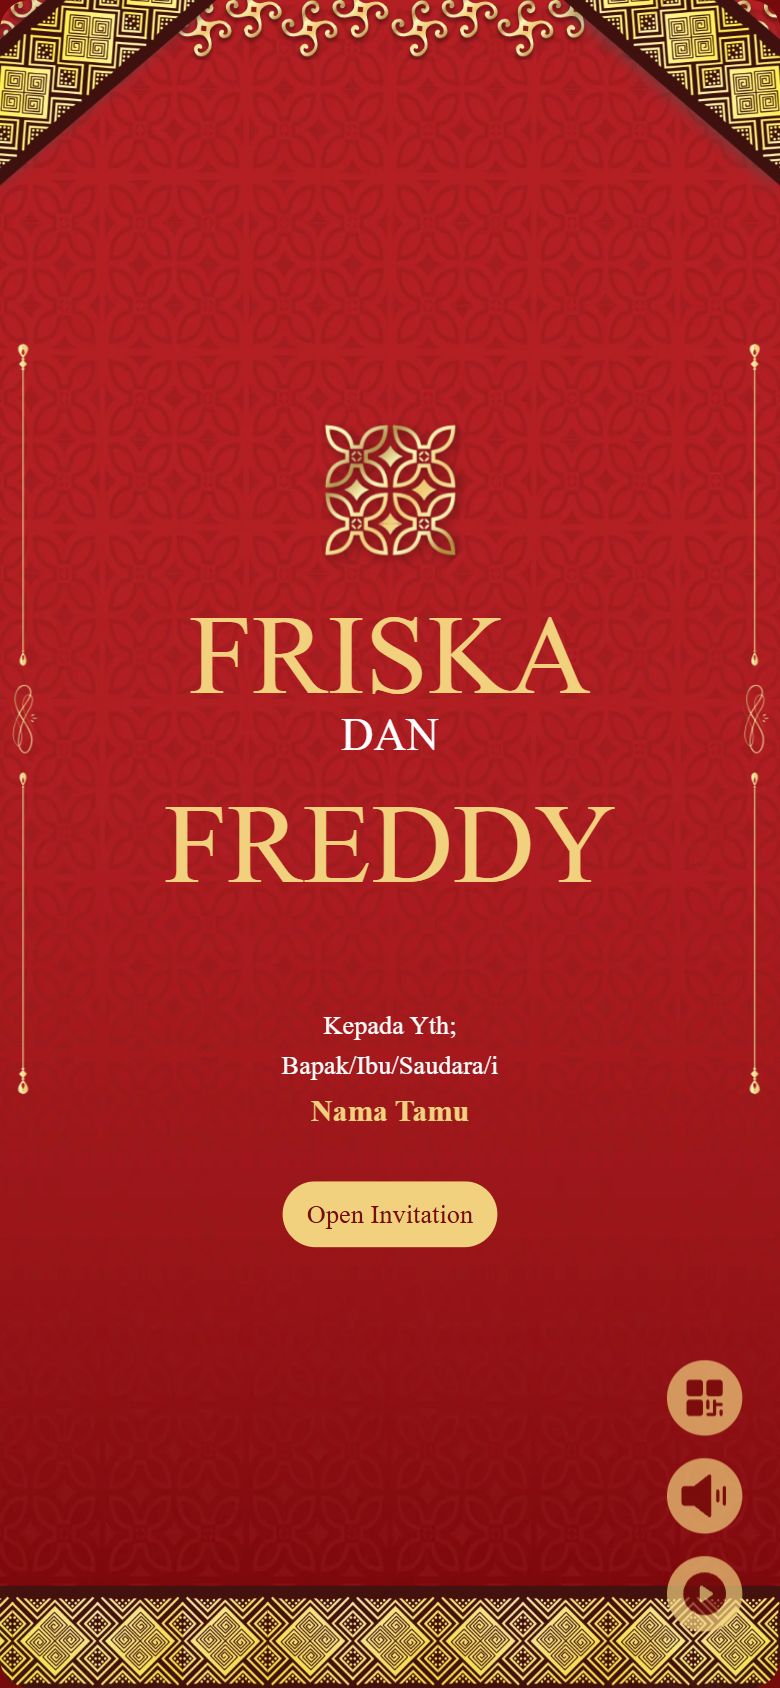 FRISKA
DAN
FREDDY
Kepada Yth;
Bapak/Ibu/Saudara/i
Nama Tamu
Open Invitation